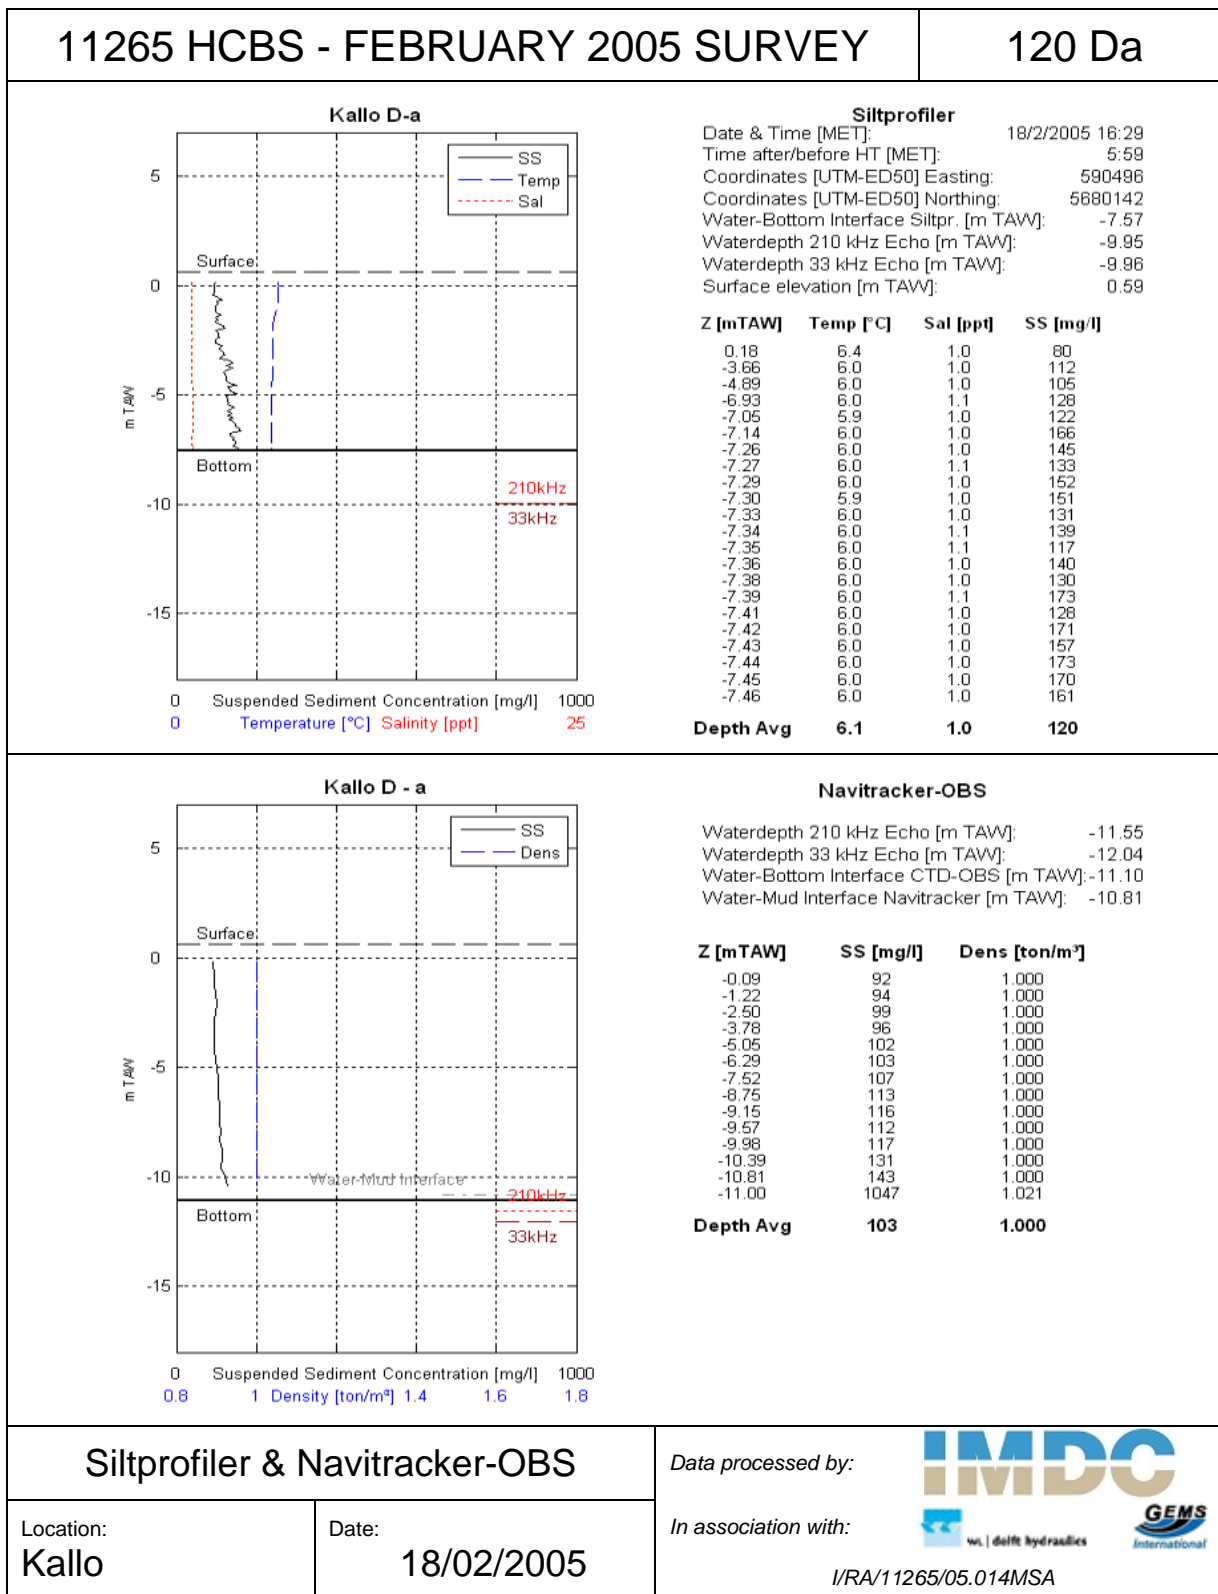 11265 HCBS - FEBRUARY 2005 SURVEY 120 Da
Kallo D-a
SS
Temp
Sal
5
Surface
0
-5
m TAW
Bottom
210kHz
-10
33kHz
-15
0 Suspended Sediment Concentration [mg/l] 1000
0 Temperature [°C] Salinity [ppt] 25
Siltprofiler
Date & Time [MET]: 18/2/2005 16:29
Time after/before HT [MET]: 5:59
Coordinates [UTM-ED50] Easting: 590496
Coordinates [UTM-ED50] Northing: 5680142
Water-Bottom Interface Siltpr. [m TAW]: -7.57
Waterdepth 210 kHz Echo [m TAW]: -9.95
Waterdepth 33 kHz Echo [m TAW]: -9.96
Surface elevation [m TAW]: 0.59
Z [mTAW] Temp [°C] Sal [ppt] SS [mg/l]
0.18 6.4 1.0 80
-3.66 6.0 1.0 112
-4.89 6.0 1.0 105
-6.93 6.0 1.1 128
-7.05 5.9 1.0 122
-7.14 6.0 1.0 166
-7.26 6.0 1.0 145
-7.27 6.0 1.1 133
-7.29 6.0 1.0 152
-7.30 5.9 1.0 151
-7.33 6.0 1.0 131
-7.34 6.0 1.1 139
-7.35 6.0 1.1 117
-7.36 6.0 1.0 140
-7.38 6.0 1.0 130
-7.39 6.0 1.1 173
-7.41 6.0 1.0 128
-7.42 6.0 1.0 171
-7.43 6.0 1.0 157
-7.44 6.0 1.0 173
-7.45 6.0 1.0 170
-7.46 6.0 1.0 161
Depth Avg 6.1 1.0 120
Kallo D - a
SS
Dens
5
Surface
0
-5
m TAW
-10
Water-Mud Interface
210kHz
Bottom
33kHz
-15
0 Suspended Sediment Concentration [mg/l] 1000
0.8 1 Density [ton/m³] 1.4 1.6 1.8
Navitracker-OBS
Waterdepth 210 kHz Echo [m TAW]: -11.55
Waterdepth 33 kHz Echo [m TAW]: -12.04
Water-Bottom Interface CTD-OBS [m TAW]: -11.10
Water-Mud Interface Navitracker [m TAW]: -10.81
Z [mTAW] SS [mg/l] Dens [ton/m³]
-0.09 92 1.000
-1.22 94 1.000
-2.50 99 1.000
-3.78 96 1.000
-5.05 102 1.000
-6.29 103 1.000
-7.52 107 1.000
-8.75 113 1.000
-9.15 116 1.000
-9.57 112 1.000
-9.98 117 1.000
-10.39 131 1.000
-10.81 143 1.000
-11.00 1047 1.021
Depth Avg 103 1.000
Siltprofiler & Navitracker-OBS
Location:
Kallo
Date:
18/02/2005
Data processed by:
IMDC
In association with:
wL | delft hydraulics
GEMS
International
I/RA/11265/05.014MSA